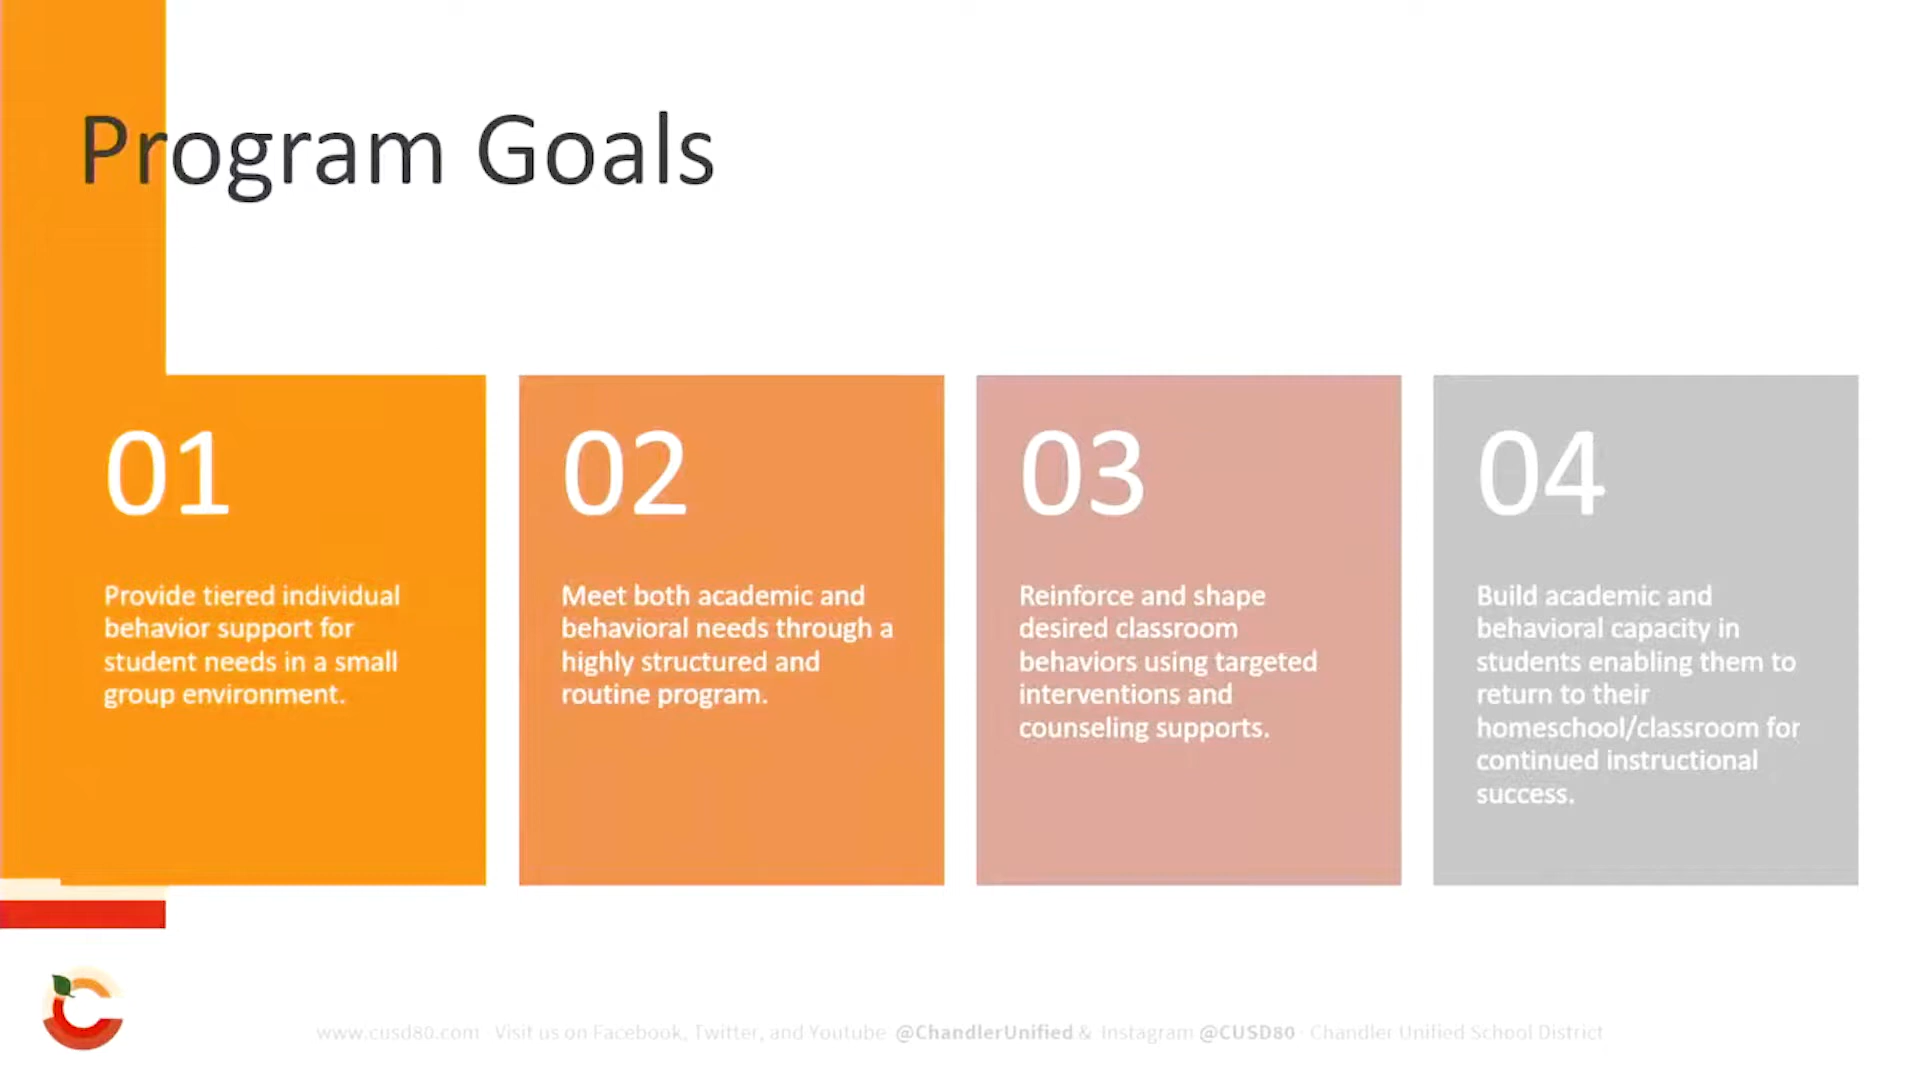 Program Goals
01
Provide tiered individual
behavior support for
student needs in a small
group environment.
02
Meet both academic and
behavioral needs through a
highly structured and
routine program.
03
Reinforce and shape
desired classroom
behaviors using targeted
interventions and
counseling supports.
04
Build academic and
behavioral capacity in
students enabling them to
return to their
homeschool/classroom for
continued instructional
success.
www.cusd80.com · Visit us on Facebook, Twitter, and Youtube @ChandlerUnified & Instagram @CUSD80 · Chandler Unified School District